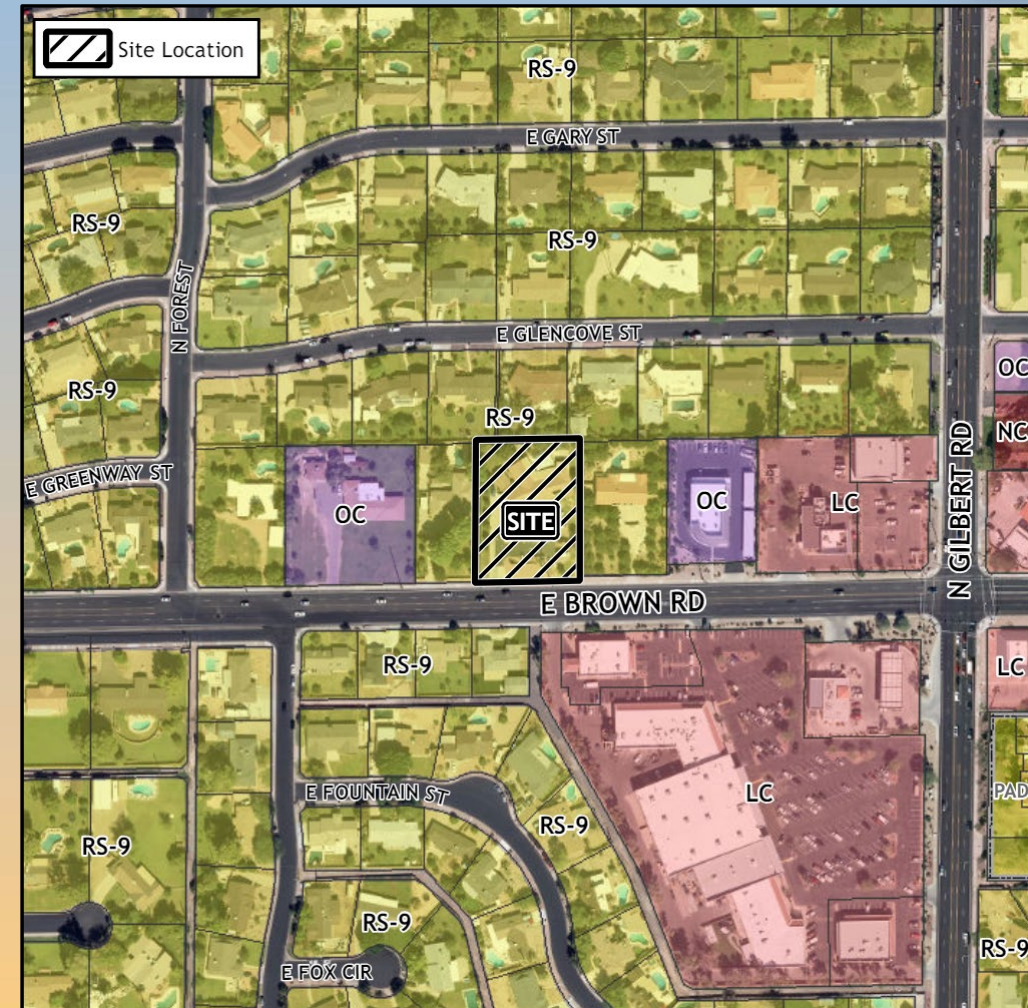 Site Location
RS-9
E GARY ST
RS-9
RS-9
N FOREST
E GLENCOVE ST
OC
RS-9
RS-9
NC
N GILBERT RD
E GREENWAY ST
OC
SITE
OC
LC
E BROWN RD
RS-9
LC
PAD
E FOUNTAIN ST
LC
RS-9
RS-9
RS-9
RS-9
E FOX CIR